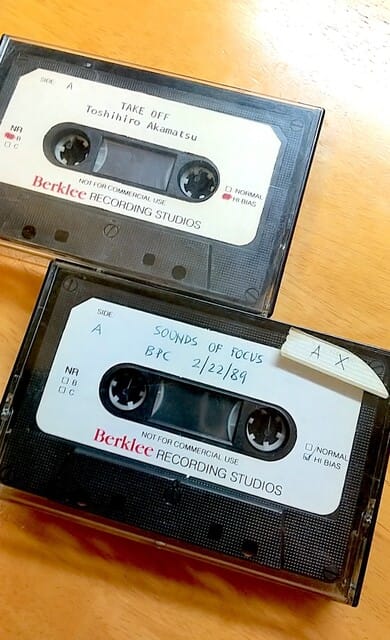 SIDE A
TAKE OFF
Toshihiro Akamatsu
NR
B
C
NORMAL
HI BIAS
NOT FOR COMMERCIAL USE
Berklee RECORDING STUDIOS
SIDE
A
SOUNDS OF FOCUS
BPC 2/22/89
A X
NR
B
C
NORMAL
HI BIAS
NOT FOR COMMERCIAL USE
Berklee RECORDING STUDIOS